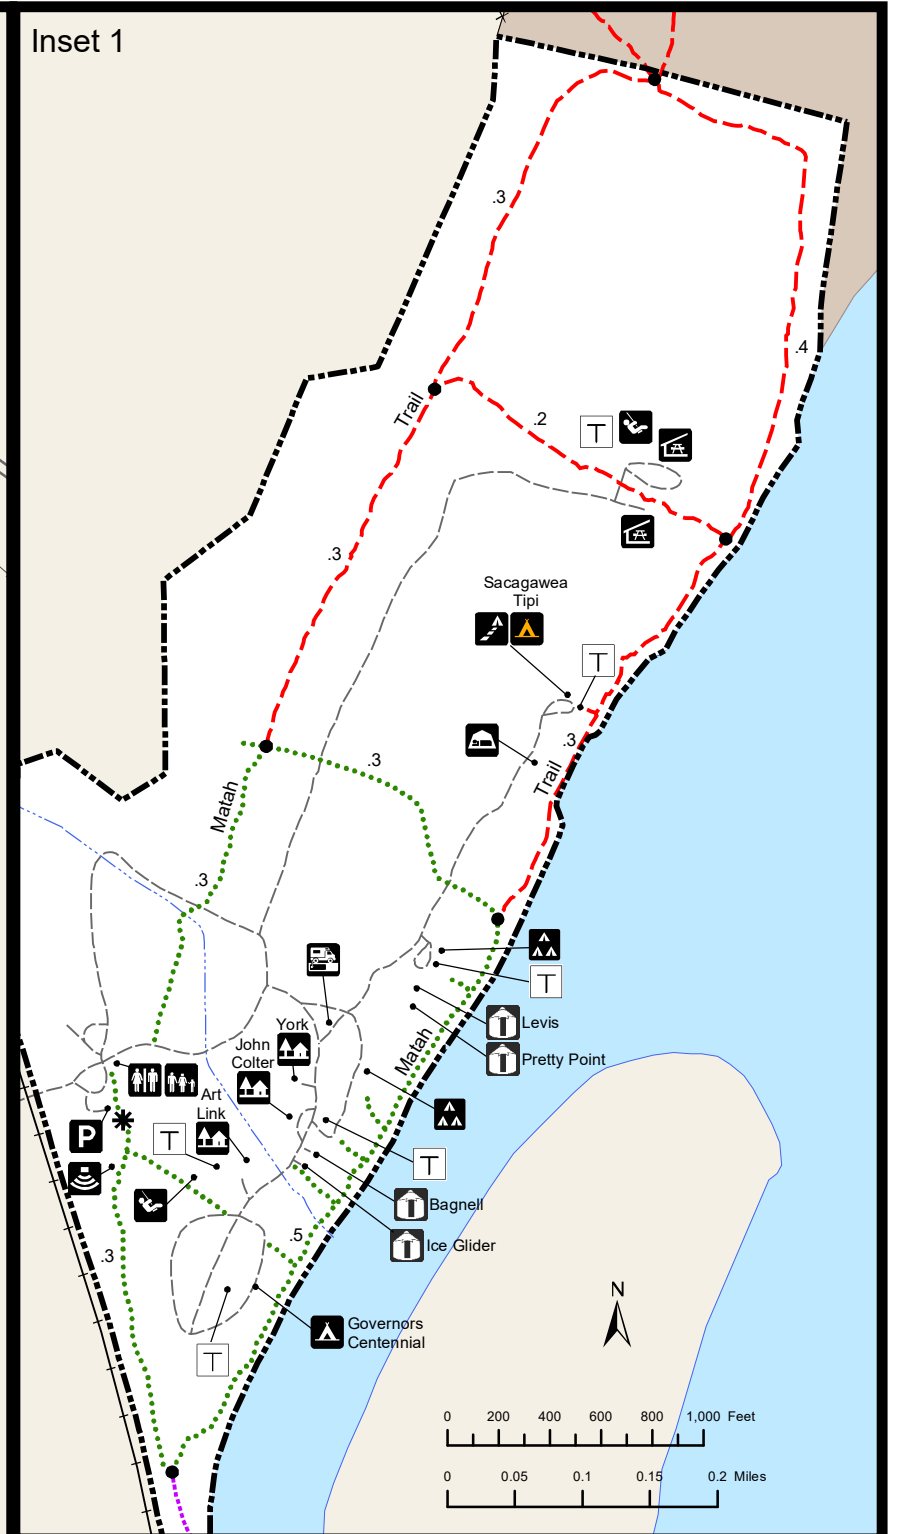 Inset 1
.3
.4
Trail
.2
T
.3
Sacagawea
Tipi
T
.3
Trail
.3
Matah
.3
T
York
Levis
John
Colter
Matah
Pretty Point
Art
Link
P
T
T
Bagnell
.5
Ice Glider
.3
N
Governors
Centennial
T
0 200 400 600 800 1,000 Feet
0 0.05 0.1 0.15 0.2 Miles